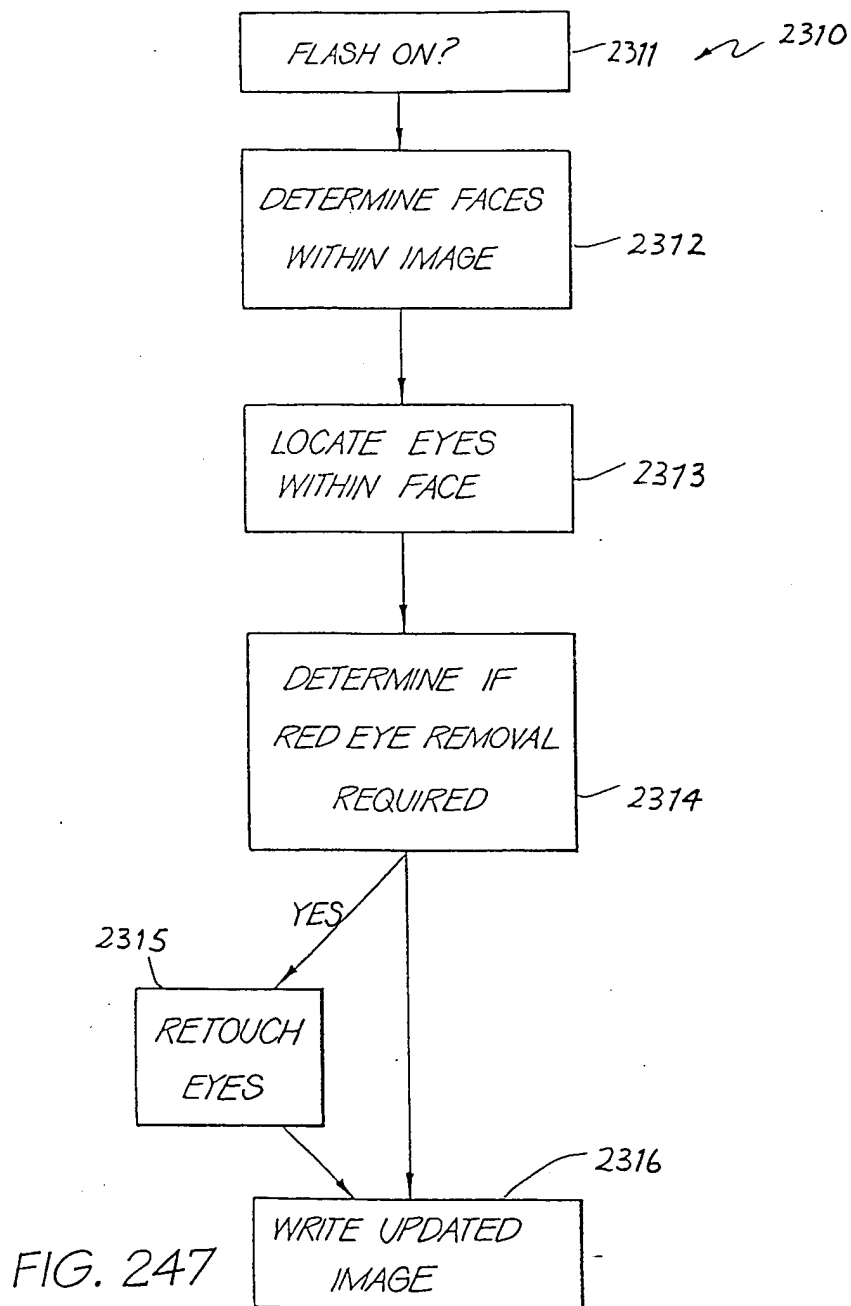 FLASH ON?
2311
2310
DETERMINE FACES
WITHIN IMAGE
2312
LOCATE EYES
WITHIN FACE
2313
DETERMINE IF
RED EYE REMOVAL
REQUIRED
2314
YES
2315
RETOUCH
EYES
2316
WRITE UPDATED
IMAGE
FIG. 247